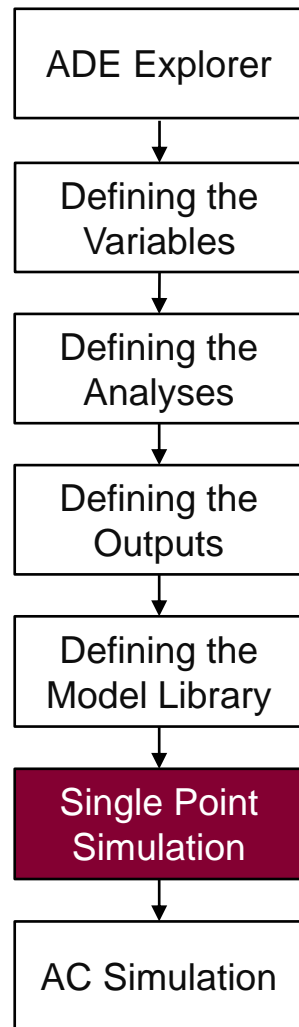 ADE Explorer
Defining the
Variables
Defining the
Analyses
Defining the
Outputs
Defining the
Model Library
Single Point
Simulation
AC Simulation